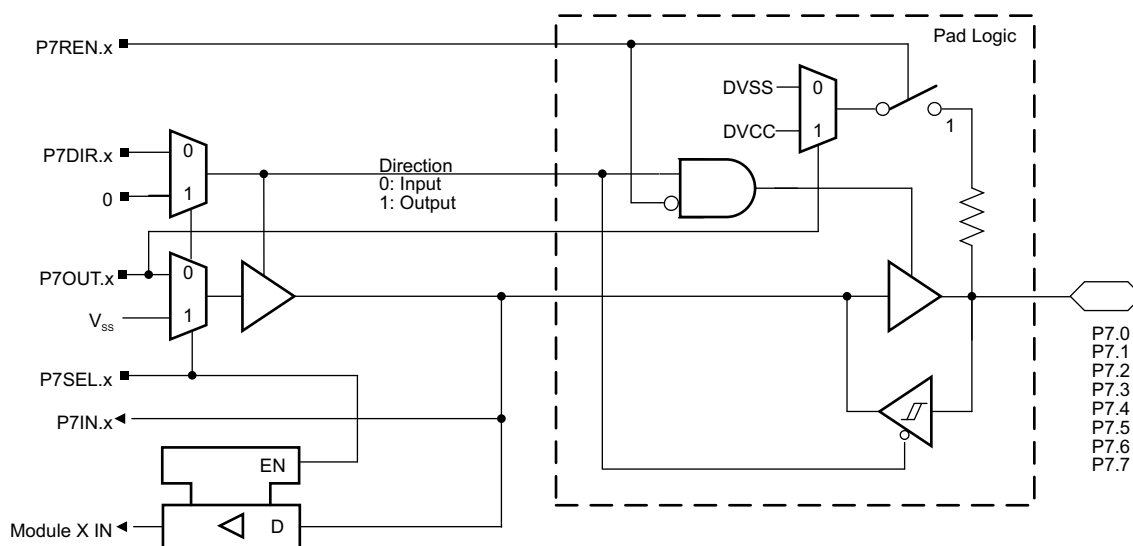 Pad Logic
P7REN.x
DVSS
0
DVCC
1
1
P7DIR.x
0
0
1
Direction
0: Input
1: Output
P7OUT.x
0
VSS
1
P7SEL.x
P7IN.x
EN
Module X IN
D
P7.0
P7.1
P7.2
P7.3
P7.4
P7.5
P7.6
P7.7